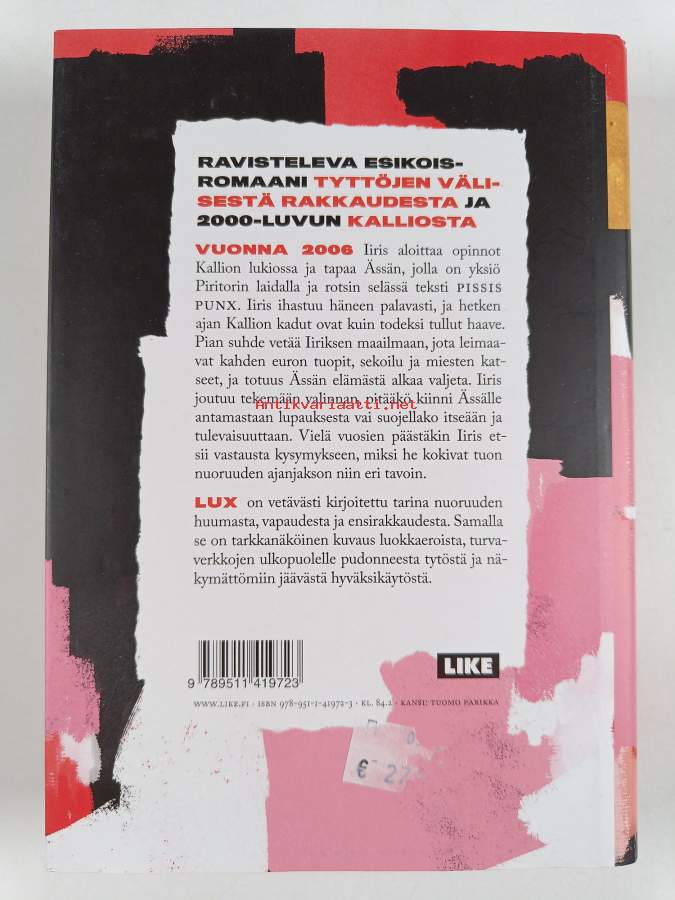 RAVISTELEVA ESIKOIS-
ROMAANI TYTTÖJEN VÄLI-
SESTÄ RAKKAUDESTA JA
2000-LUVUN KALLIOSTA
VUONNA 2006 Iiris aloittaa opinnot
Kallion lukiossa ja tapaa Ässän, jolla on yksiö
Piritorin laidalla ja rotsin selässä teksti PISSIS
PUNX. Iiris ihastuu häneen palavasti, ja hetken
ajan Kallion kadut ovat kuin todeksi tullut haave.
Pian suhde vetää Iiriksen maailmaan, jota leimaa-
vat kahden euron tuopit, sekoilu ja miesten kat-
seet, ja totuus Ässän elämästä alkaa valjeta. Iiris
joutuu tekemään valinnan, pitääkö kiinni Ässälle
Antikvariaatti.net
antamastaan lupauksesta vai suojellako itseään ja
tulevaisuuttaan. Vielä vuosien päästäkin Iiris et-
sii vastausta kysymykseen, miksi he kokivat tuon
nuoruuden ajanjakson niin eri tavoin.
LUX on vetävästi kirjoitettu tarina nuoruuden
huumasta, vapaudesta ja ensirakkaudesta. Samalla
se on tarkkanäköinen kuvaus luokkaeroista, turva-
verkkojen ulkopuolelle pudonneesta tytöstä ja nä-
kymättömiin jäävästä hyväksikäytöstä.
LIKE
9 789511 419723
WWW.LIKE.FI · ISBN 978-951-1-41972-3 · KL. 84.2 · KANSI: TUOMO PARIKKA
€ 27